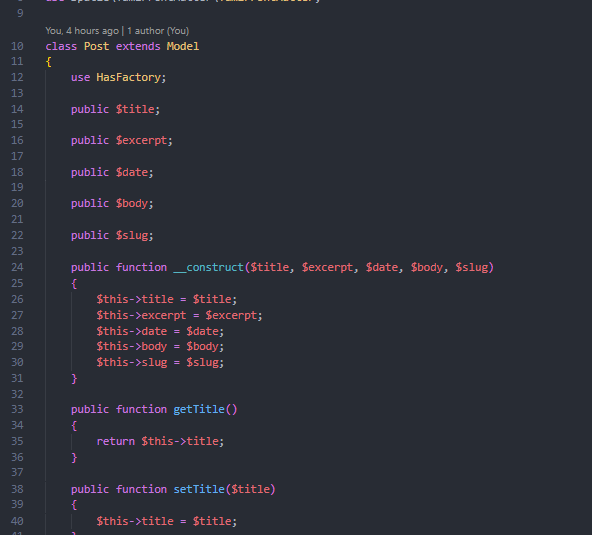 9
You, 4 hours ago | 1 author (You)
10 class Post extends Model
11 {
12 use HasFactory;
13
14 public $title;
15
16 public $excerpt;
17
18 public $date;
19
20 public $body;
21
22 public $slug;
23
24 public function __construct($title, $excerpt, $date, $body, $slug)
25 {
26 $this->title = $title;
27 $this->excerpt = $excerpt;
28 $this->date = $date;
29 $this->body = $body;
30 $this->slug = $slug;
31 }
32
33 public function getTitle()
34 {
35 return $this->title;
36 }
37
38 public function setTitle($title)
39 {
40 $this->title = $title;